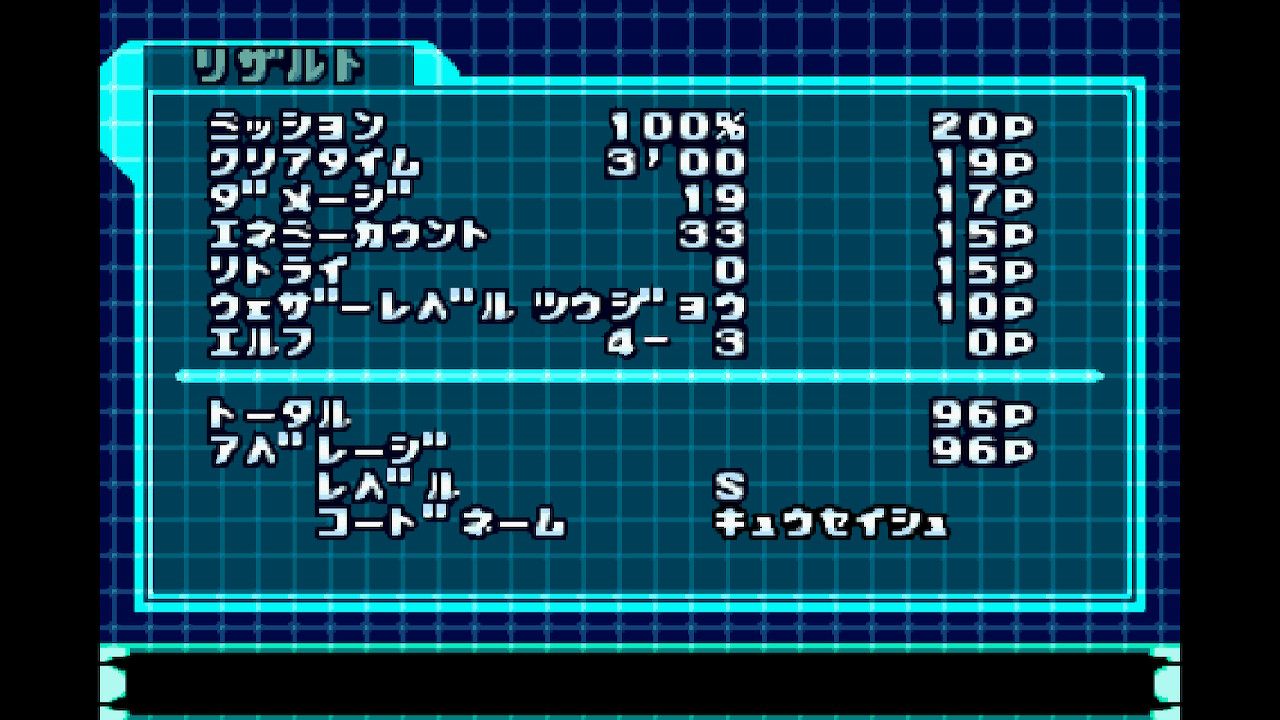 リザルト
ミッション 100% 20P
クリアタイム 3'00 19P
ダメージ 19 17P
エネミーカウント 33 15P
リトライ 0 15P
ウェザーレベル ツウジョウ 10P
エルフ 4- 3 0P
トータル 96P
アベレージ 96P
レベル S
コードネーム キュウセイシュ